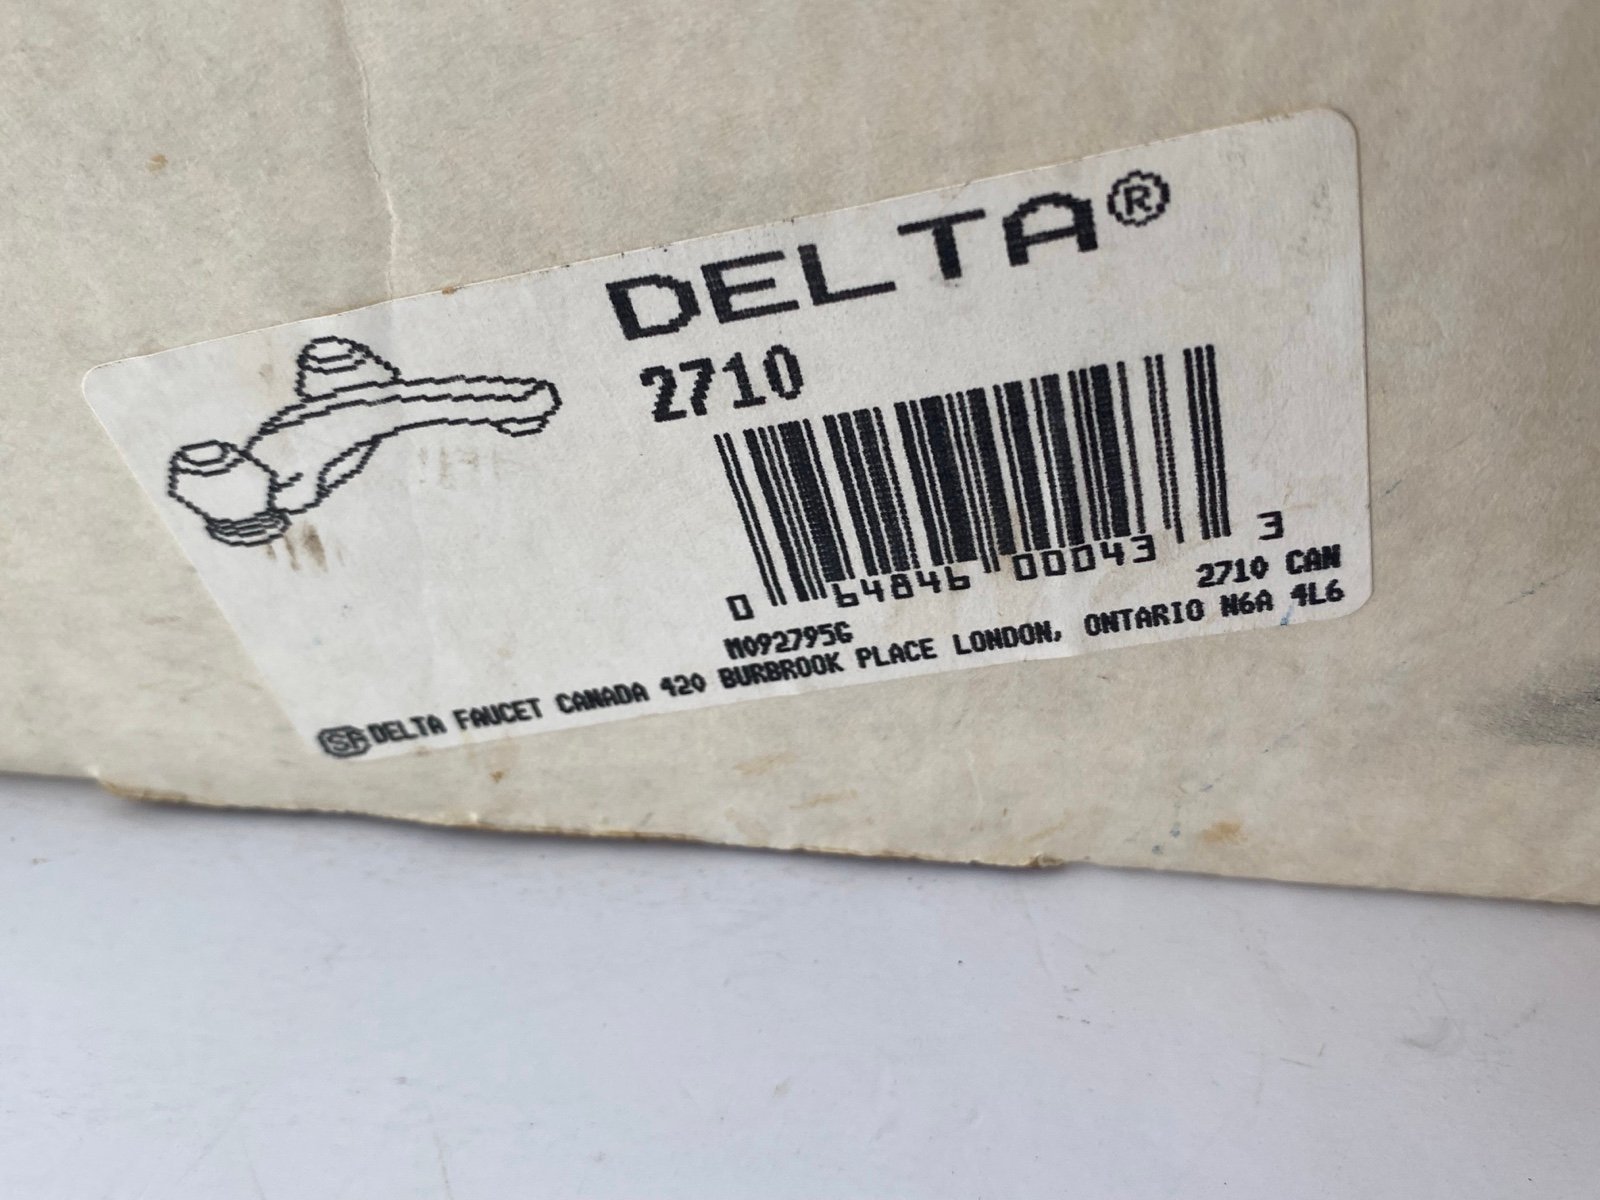 DELTA®
2710
0 64846 00043 3
2710 CAN
M092795G
DELTA FAUCET CANADA 420 BURBROOK PLACE LONDON, ONTARIO N6A 4L6